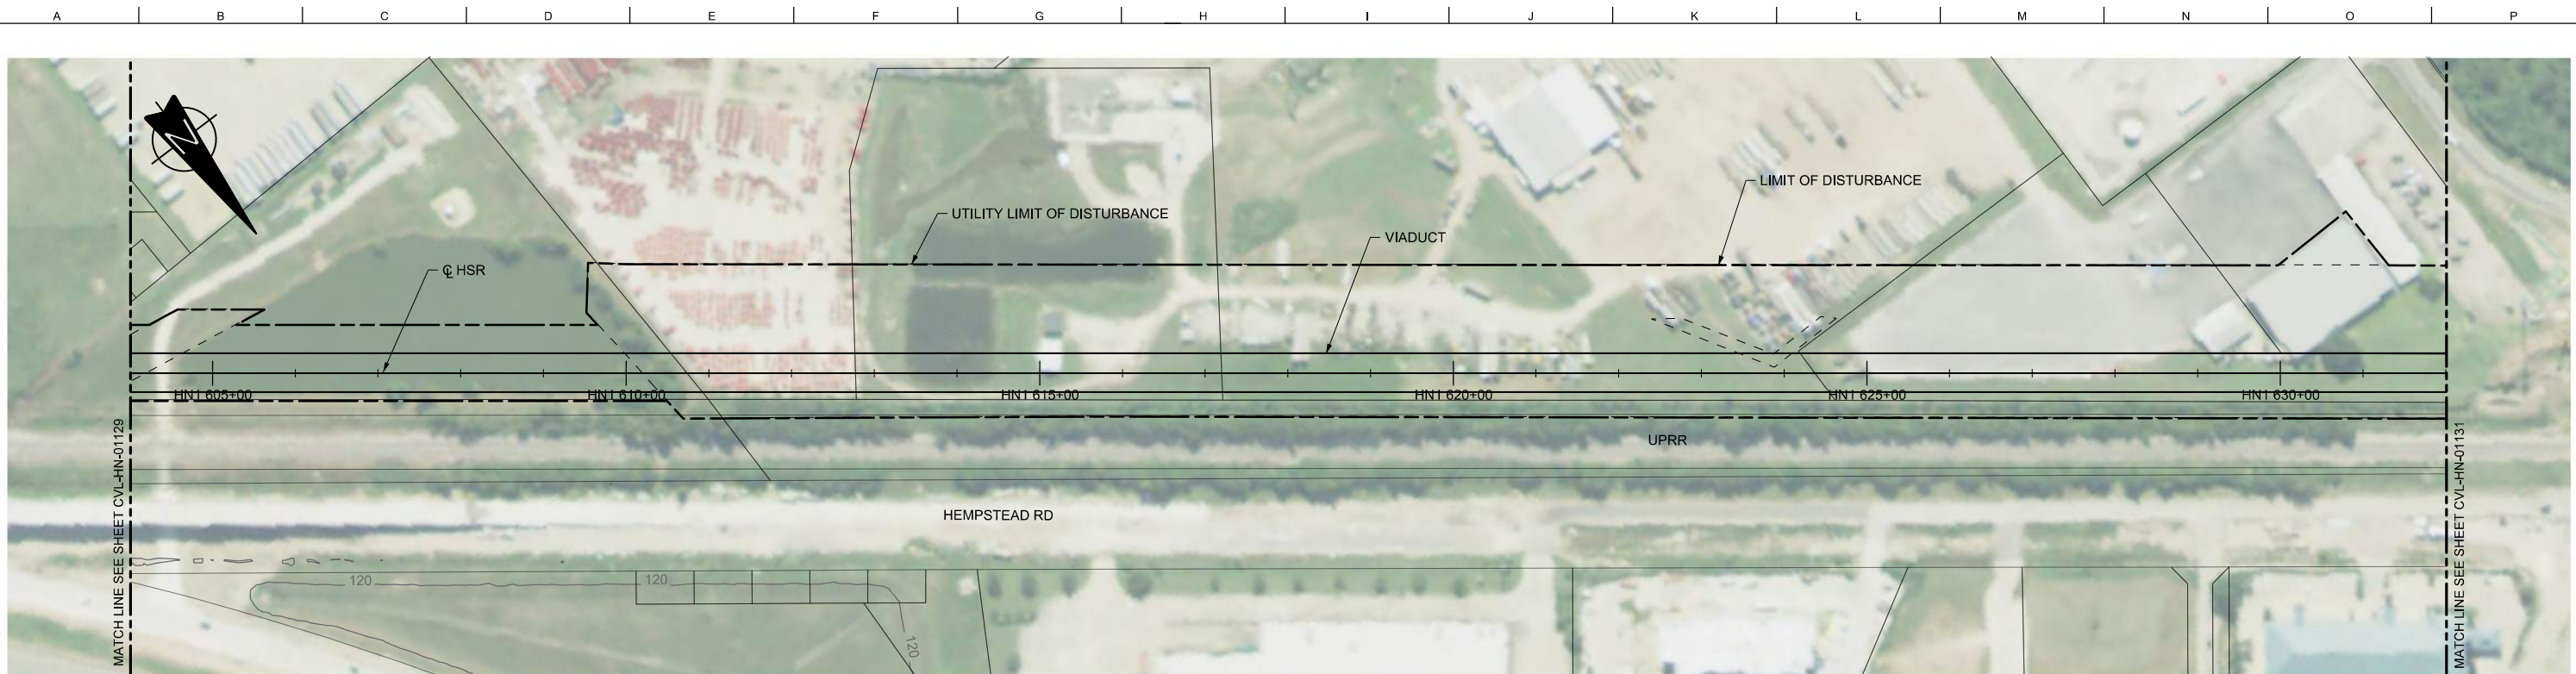 A B C D E F G H I J K L M N O P
N
LIMIT OF DISTURBANCE
UTILITY LIMIT OF DISTURBANCE
VIADUCT
℄ HSR
HN1 605+00
HN1 610+00
HN1 615+00
HN1 620+00
HN1 625+00
HN1 630+00
UPRR
HEMPSTEAD RD
120
120
120
MATCH LINE SEE SHEET CVL-HN-01129
MATCH LINE SEE SHEET CVL-HN-01131